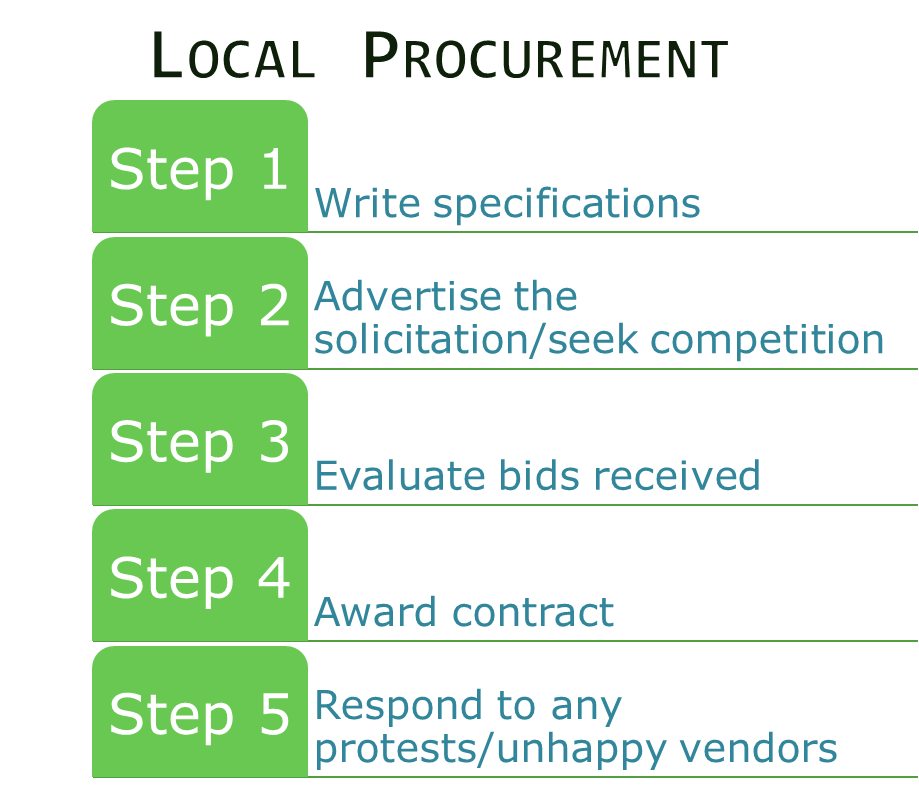 Local Procurement
Step 1
Write specifications
Step 2
Advertise the
solicitation/seek competition
Step 3
Evaluate bids received
Step 4
Award contract
Step 5
Respond to any
protests/unhappy vendors